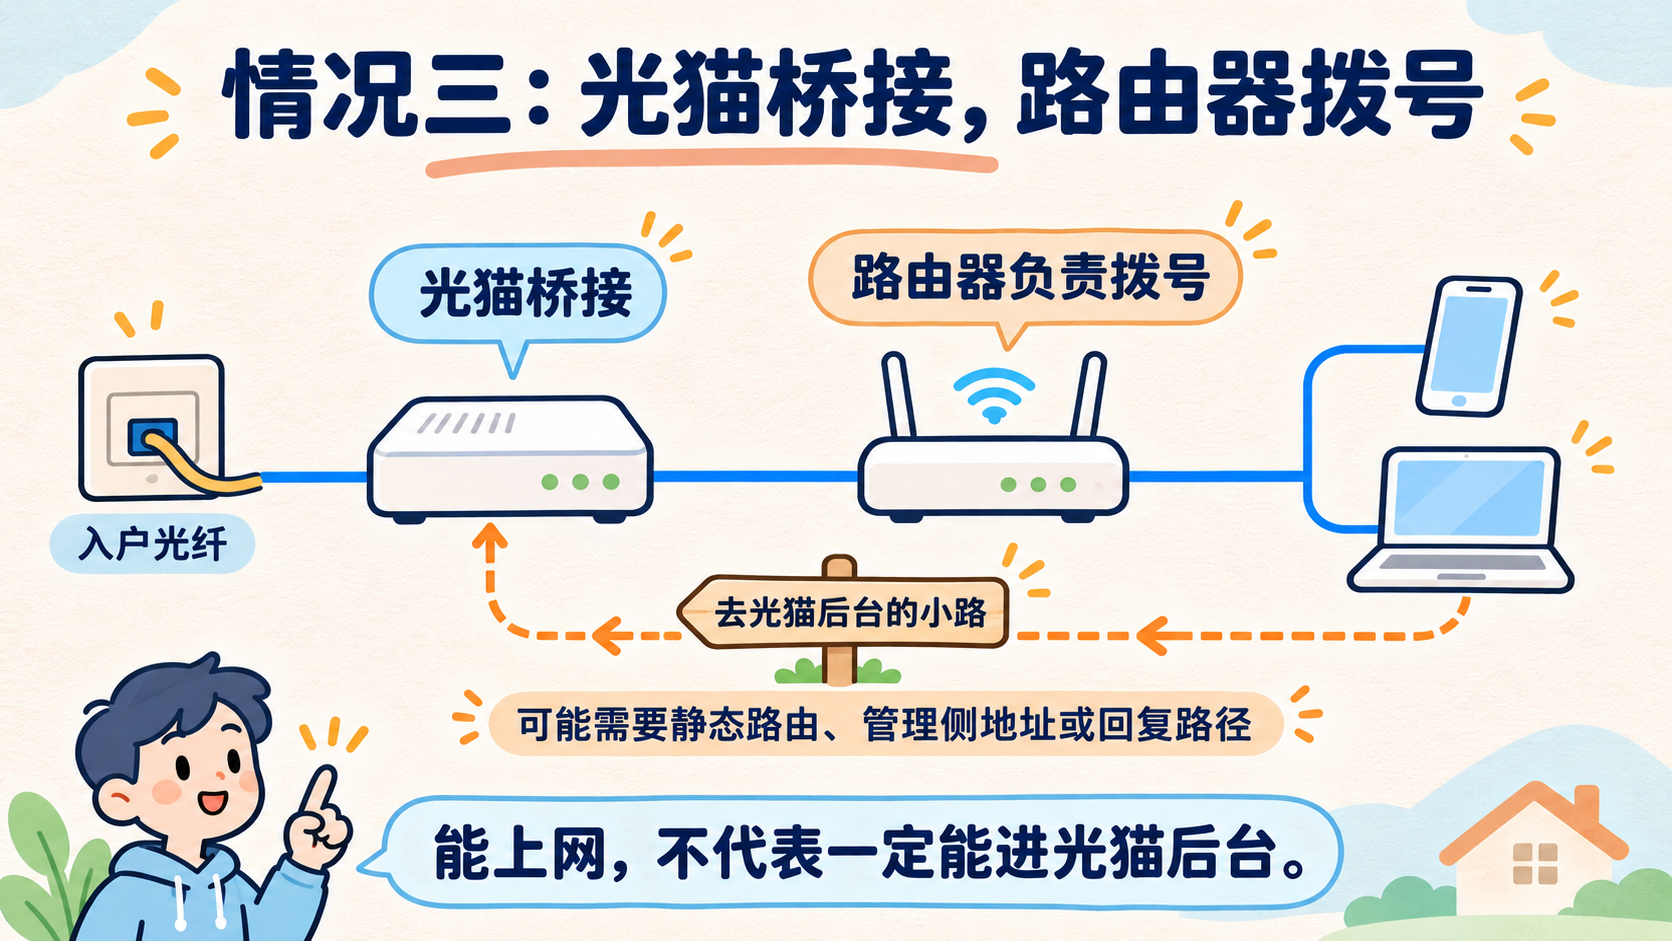 情况三：光猫桥接，路由器拨号
光猫桥接
路由器负责拨号
入户光纤
去光猫后台的小路
可能需要静态路由、管理侧地址或回复路径
能上网，不代表一定能进光猫后台。